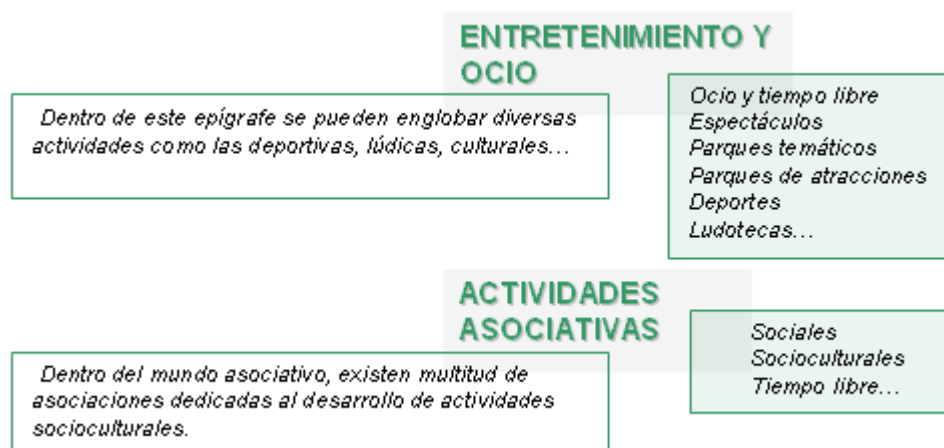 ENTRETENIMIENTO Y
OCIO
Dentro de este epígrafe se pueden englobar diversas
actividades como las deportivas, lúdicas, culturales...
Ocio y tiempo libre
Espectáculos
Parques temáticos
Parques de atracciones
Deportes
Ludotecas...
ACTIVIDADES
ASOCIATIVAS
Dentro del mundo asociativo, existen multitud de
asociaciones dedicadas al desarrollo de actividades
socioculturales.
Sociales
Socioculturales
Tiempo libre...